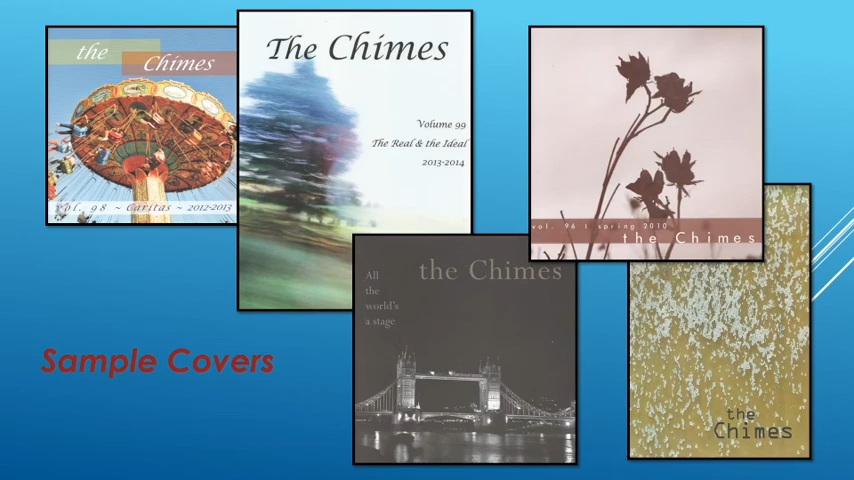 the
Chimes
vol. 98 ~ Caritas ~ 2012-2013
The Chimes
Volume 99
The Real & the Ideal
2013-2014
vol. 96 | spring 2010
the Chimes
the Chimes
All
the
world's
a stage
the
Chimes
Sample Covers